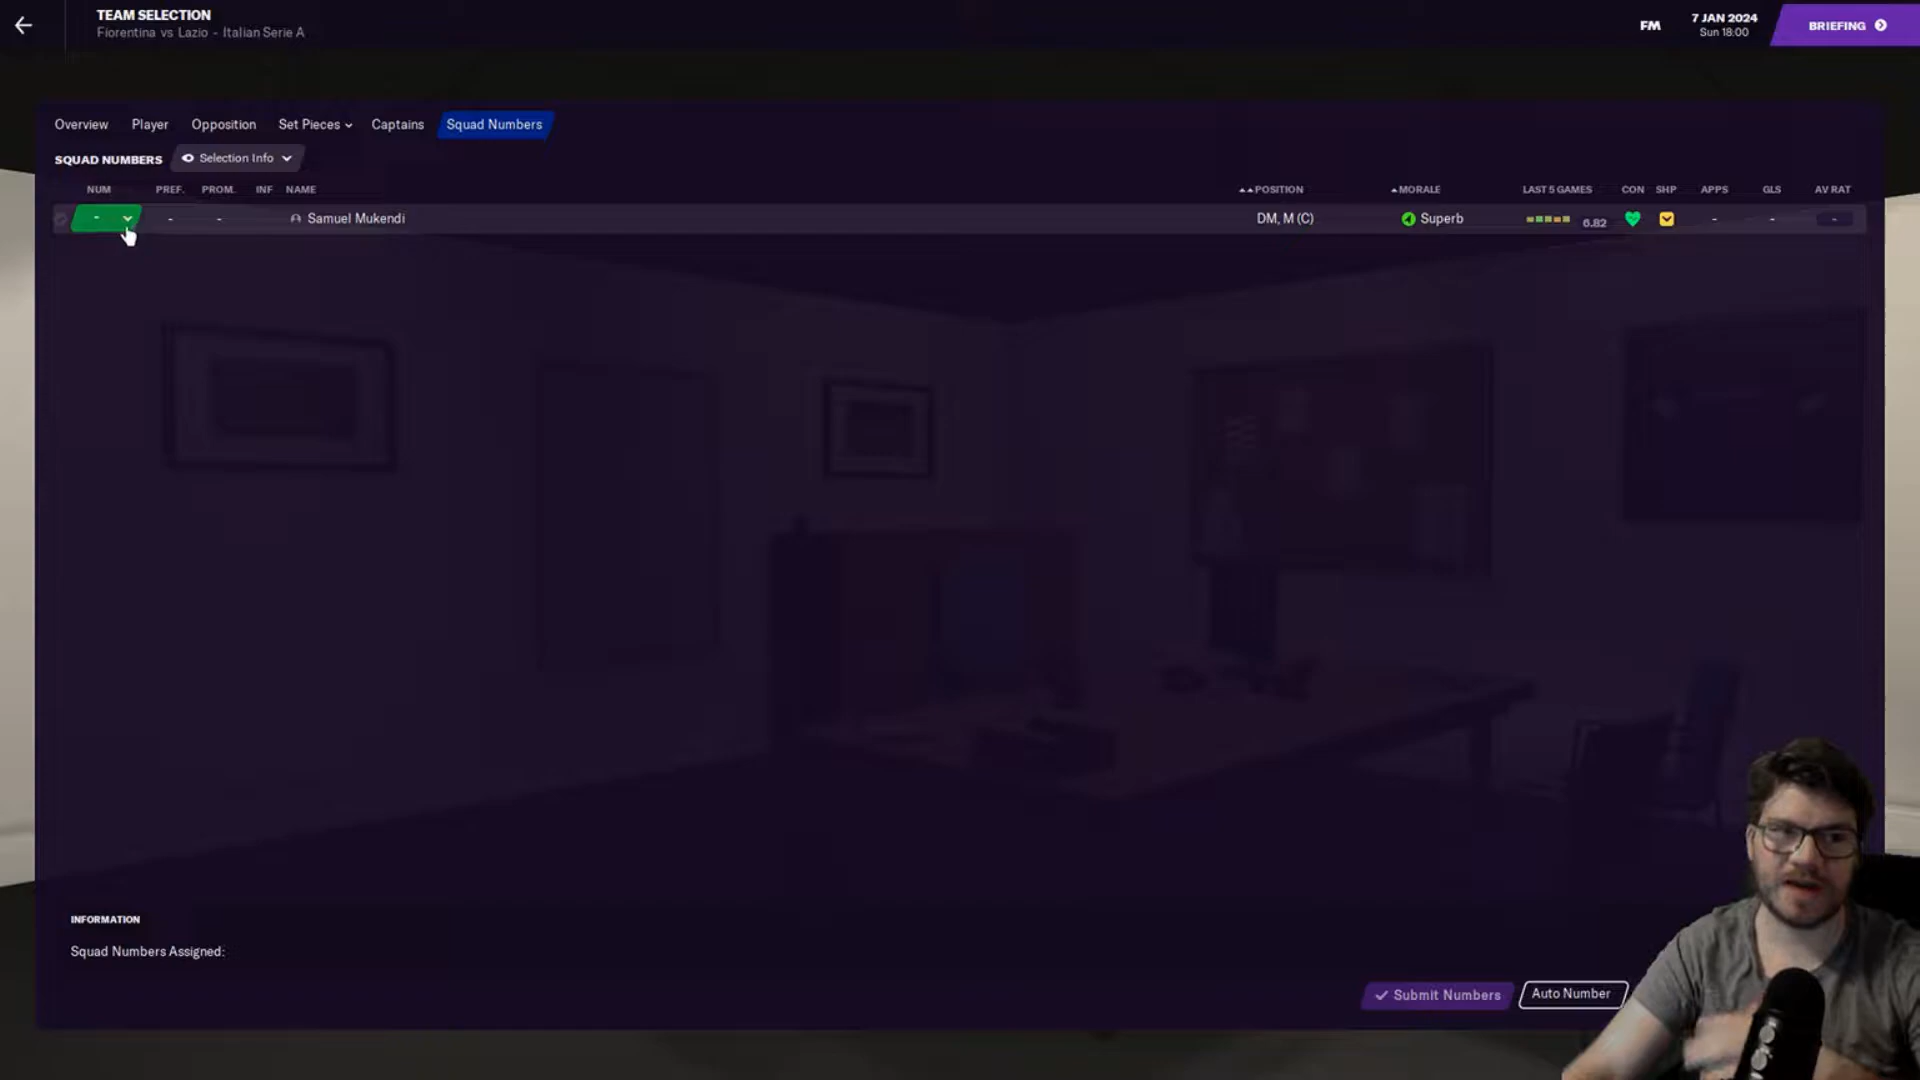 TEAM SELECTION
Fiorentina vs Lazio - Italian Serie A
FM
7 JAN 2024
Sun 18:00
BRIEFING
Overview Player Opposition Set Pieces Captains Squad Numbers
SQUAD NUMBERS Selection Info
NUM PREF. PROM. INF NAME POSITION MORALE LAST 5 GAMES CON SHP APPS GLS AV RAT
- - - Samuel Mukendi DM, M (C) Superb 6.82 - - -
INFORMATION
Squad Numbers Assigned:
Submit Numbers Auto Number